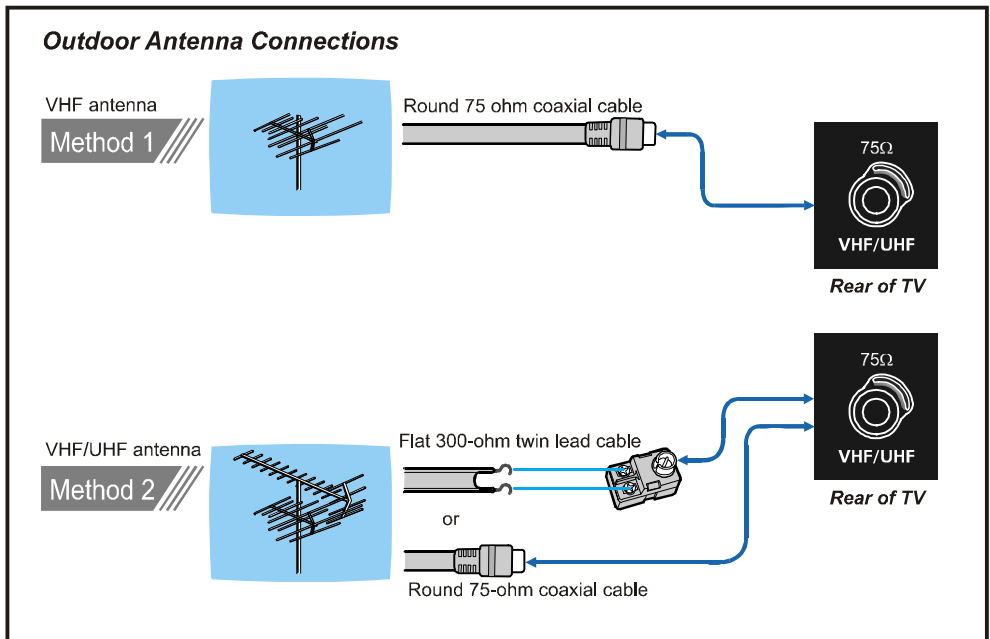 Outdoor Antenna Connections
VHF antenna
Method 1
Round 75 ohm coaxial cable
75Ω
VHF/UHF
Rear of TV
VHF/UHF antenna
Method 2
Flat 300-ohm twin lead cable
or
Round 75-ohm coaxial cable
75Ω
VHF/UHF
Rear of TV